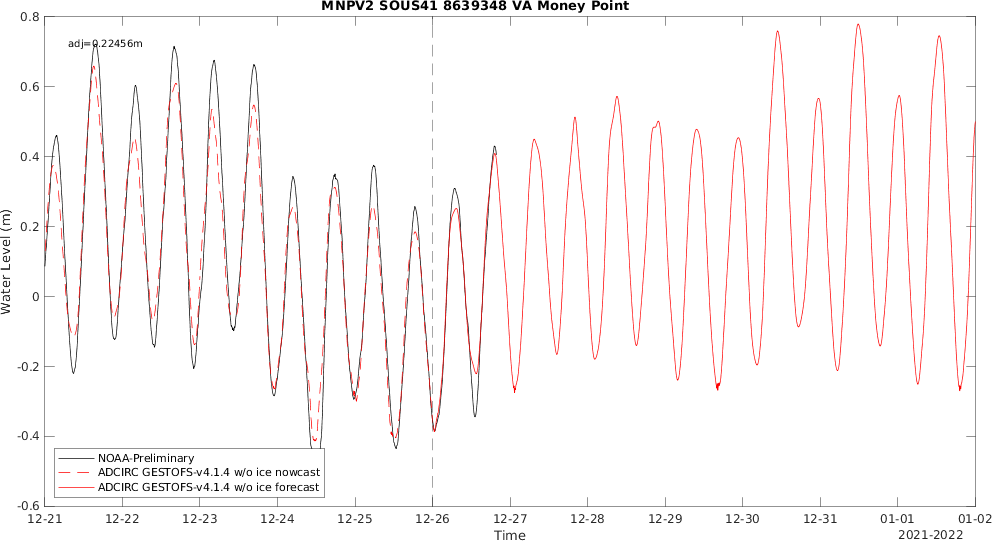 MNPV2 SOUS41 8639348 VA Money Point
adj=0.22456m
Water Level (m)
0.8
0.6
0.4
0.2
0
-0.2
-0.4
-0.6
NOAA-Preliminary
ADCIRC GESTOFS-v4.1.4 w/o ice nowcast
ADCIRC GESTOFS-v4.1.4 w/o ice forecast
12-21 12-22 12-23 12-24 12-25 12-26 12-27 12-28 12-29 12-30 12-31 01-01 01-02
Time
2021-2022